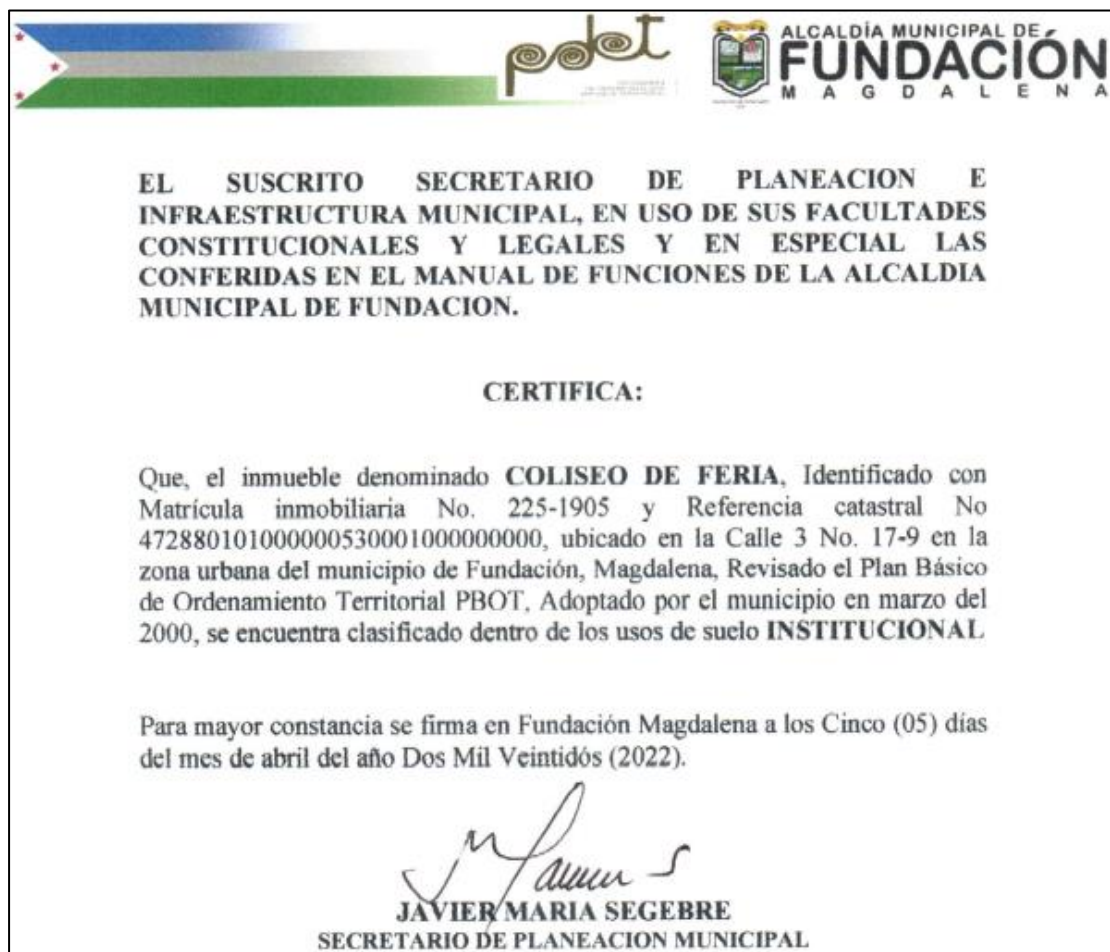 pdet
ALCALDÍA MUNICIPAL DE
FUNDACIÓN
MAGDALENA
EL SUSCRITO SECRETARIO DE PLANEACION E
INFRAESTRUCTURA MUNICIPAL, EN USO DE SUS FACULTADES
CONSTITUCIONALES Y LEGALES Y EN ESPECIAL LAS
CONFERIDAS EN EL MANUAL DE FUNCIONES DE LA ALCALDIA
MUNICIPAL DE FUNDACION.
CERTIFICA:
Que, el inmueble denominado COLISEO DE FERIA, Identificado con
Matrícula inmobiliaria No. 225-1905 y Referencia catastral No
472880101000000530001000000000, ubicado en la Calle 3 No. 17-9 en la
zona urbana del municipio de Fundación, Magdalena, Revisado el Plan Básico
de Ordenamiento Territorial PBOT, Adoptado por el municipio en marzo del
2000, se encuentra clasificado dentro de los usos de suelo INSTITUCIONAL
Para mayor constancia se firma en Fundación Magdalena a los Cinco (05) días
del mes de abril del año Dos Mil Veintidós (2022).
JAVIER MARIA SEGEBRE
SECRETARIO DE PLANEACION MUNICIPAL